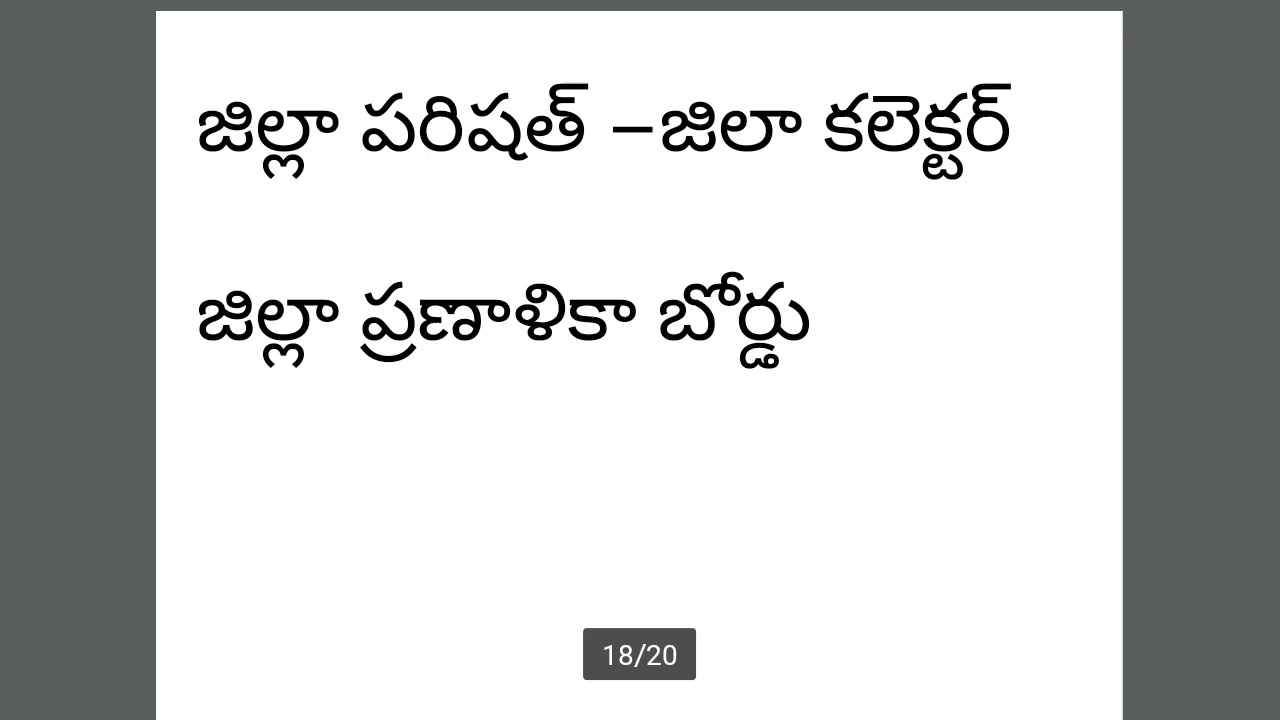 జిల్లా పరిషత్ –జిలా కలెక్టర్
జిల్లా ప్రణాళికా బోర్డు
18/20